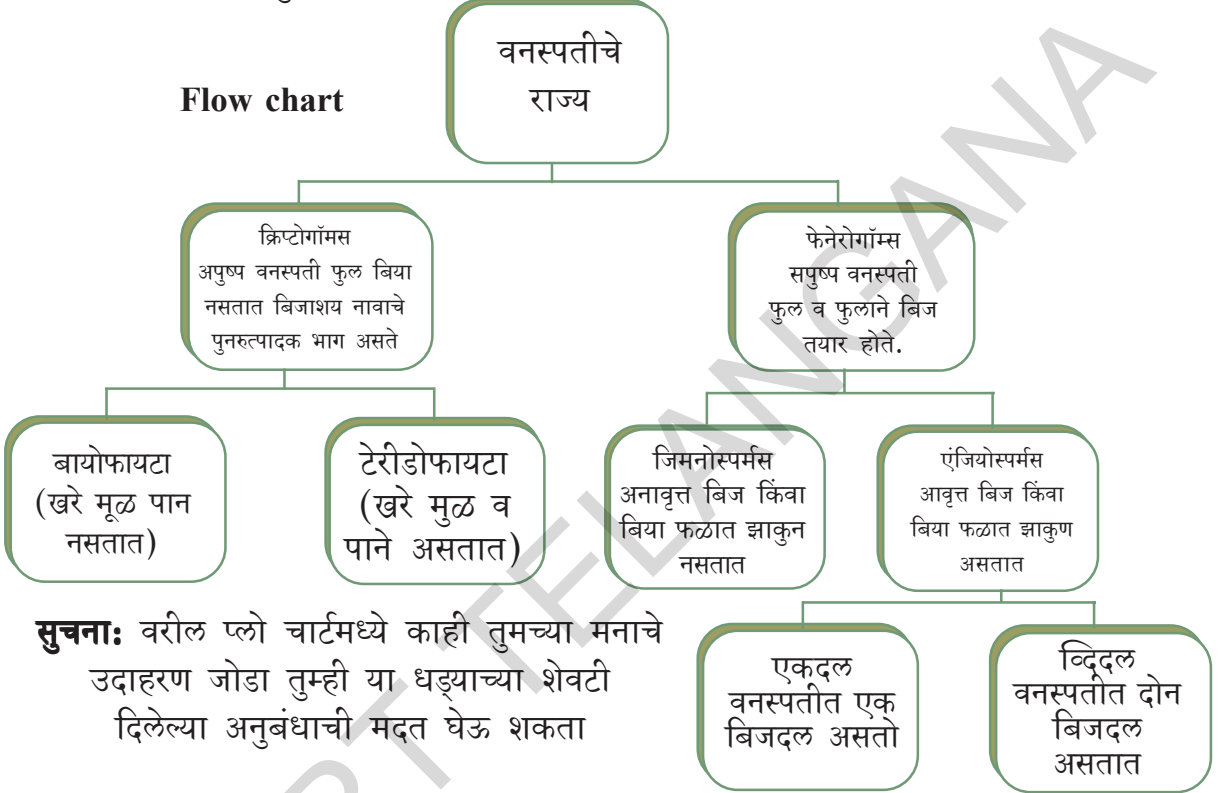 वनस्पतीचे
राज्य
Flow chart
क्रिप्टोगॉमस
अपुष्प वनस्पती फुल बिया
नसतात बिजाशय नावाचे
पुनरुत्पादक भाग असते
फेनेरोगॉम्स
सपुष्प वनस्पती
फुल व फुलाने बिज
तयार होते.
बायोफायटा
(खरे मूळ पान
नसतात)
टेरीडोफायटा
(खरे मुळ व
पाने असतात)
जिमनोस्पर्मस
अनावृत्त बिज किंवा
बिया फळात झाकुन
नसतात
एंजियोस्पर्मस
आवृत्त बिज किंवा
बिया फळात झाकुण
असतात
सुचना: वरील प्लो चार्टमध्ये काही तुमच्या मनाचे
उदाहरण जोडा तुम्ही या धड्याच्या शेवटी
दिलेल्या अनुबंधाची मदत घेऊ शकता
एकदल
वनस्पतीत एक
बिजदल असतो
व्दिदल
वनस्पतीत दोन
बिजदल
असतात
RT TELANGANA